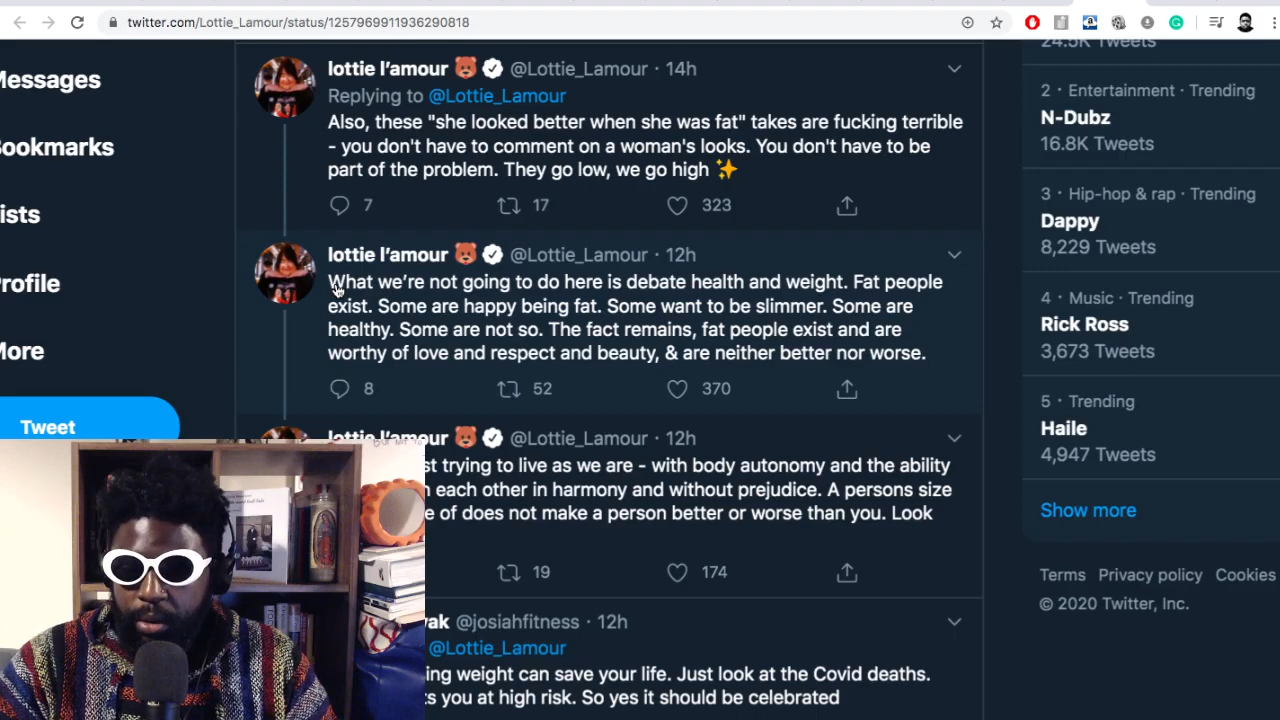 twitter.com/Lottie_Lamour/status/1257969911936290818
Messages
Bookmarks
Lists
Profile
More
Tweet
lottie l'amour 🐻 @Lottie_Lamour · 14h
Replying to @Lottie_Lamour
Also, these "she looked better when she was fat" takes are fucking terrible
- you don't have to comment on a woman's looks. You don't have to be
part of the problem. They go low, we go high ✨
7 17 323
lottie l'amour 🐻 @Lottie_Lamour · 12h
What we're not going to do here is debate health and weight. Fat people
exist. Some are happy being fat. Some want to be slimmer. Some are
healthy. Some are not so. The fact remains, fat people exist and are
worthy of love and respect and beauty, & are neither better nor worse.
8 52 370
lottie l'amour 🐻 @Lottie_Lamour · 12h
trying to live as we are - with body autonomy and the ability
each other in harmony and without prejudice. A persons size
of does not make a person better or worse than you. Look
19 174
@josiahfitness · 12h
@Lottie_Lamour
weight can save your life. Just look at the Covid deaths.
you at high risk. So yes it should be celebrated
24.5K Tweets
2 · Entertainment · Trending
N-Dubz
16.8K Tweets
3 · Hip-hop & rap · Trending
Dappy
8,229 Tweets
4 · Music · Trending
Rick Ross
3,673 Tweets
5 · Trending
Haile
4,947 Tweets
Show more
Terms Privacy policy Cookies
© 2020 Twitter, Inc.